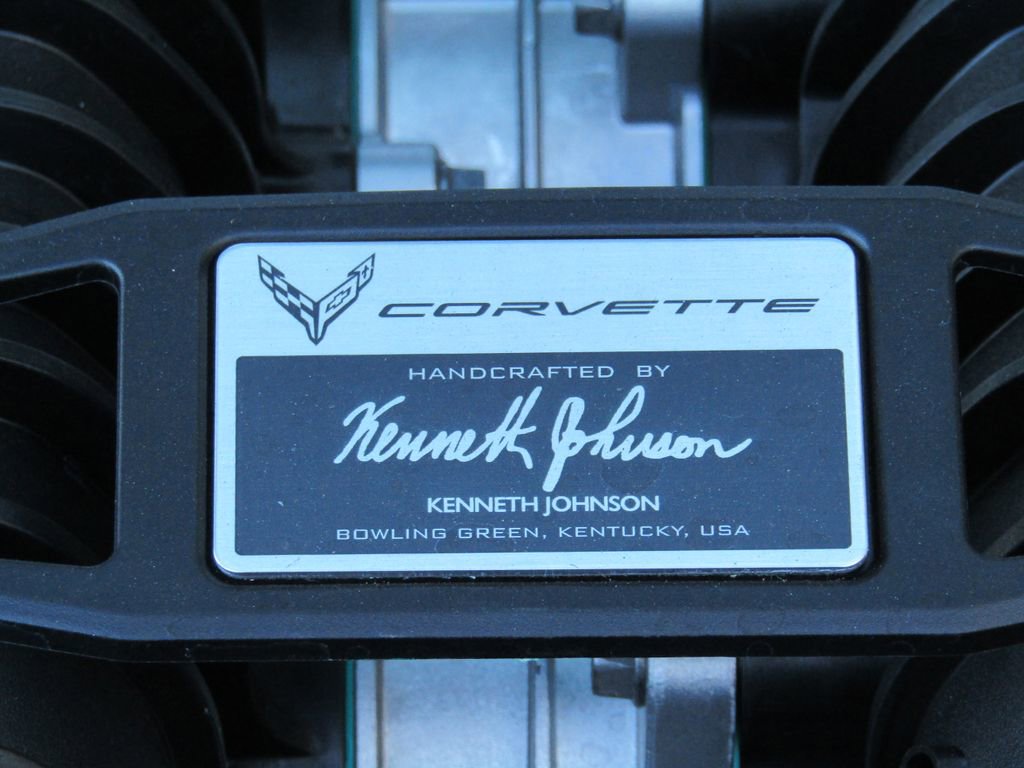 CORVETTE
HANDCRAFTED BY
Kenneth Johnson
KENNETH JOHNSON
BOWLING GREEN, KENTUCKY, USA